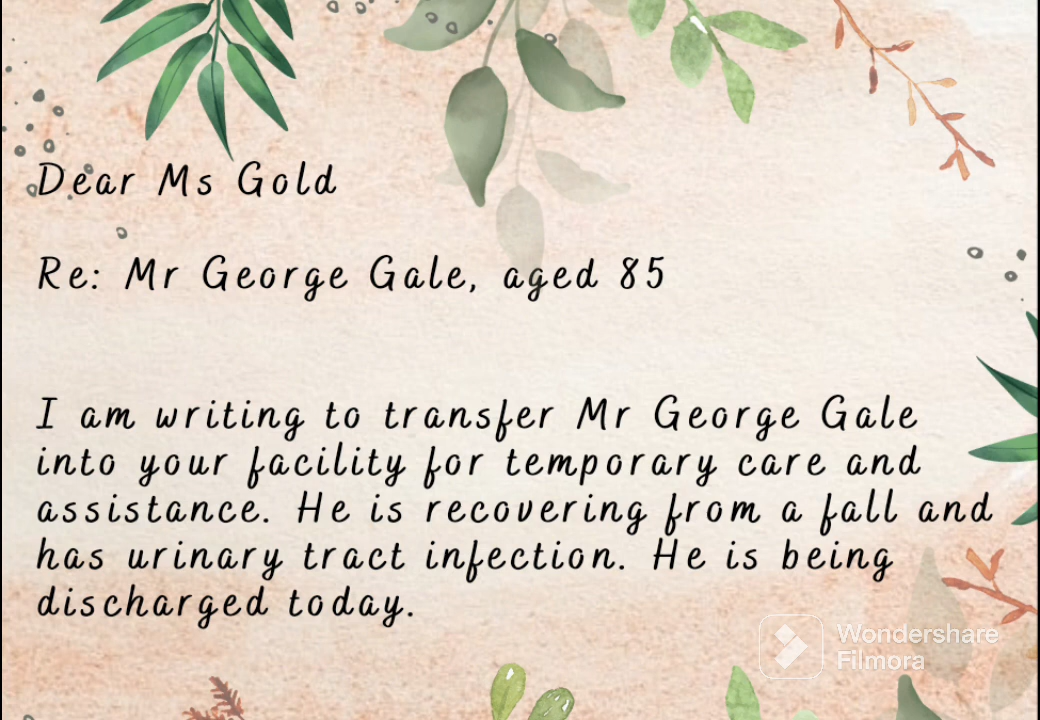 Dear Ms Gold
Re: Mr George Gale, aged 85
I am writing to transfer Mr George Gale
into your facility for temporary care and
assistance. He is recovering from a fall and
has urinary tract infection. He is being
discharged today.
Wondershare
Filmora